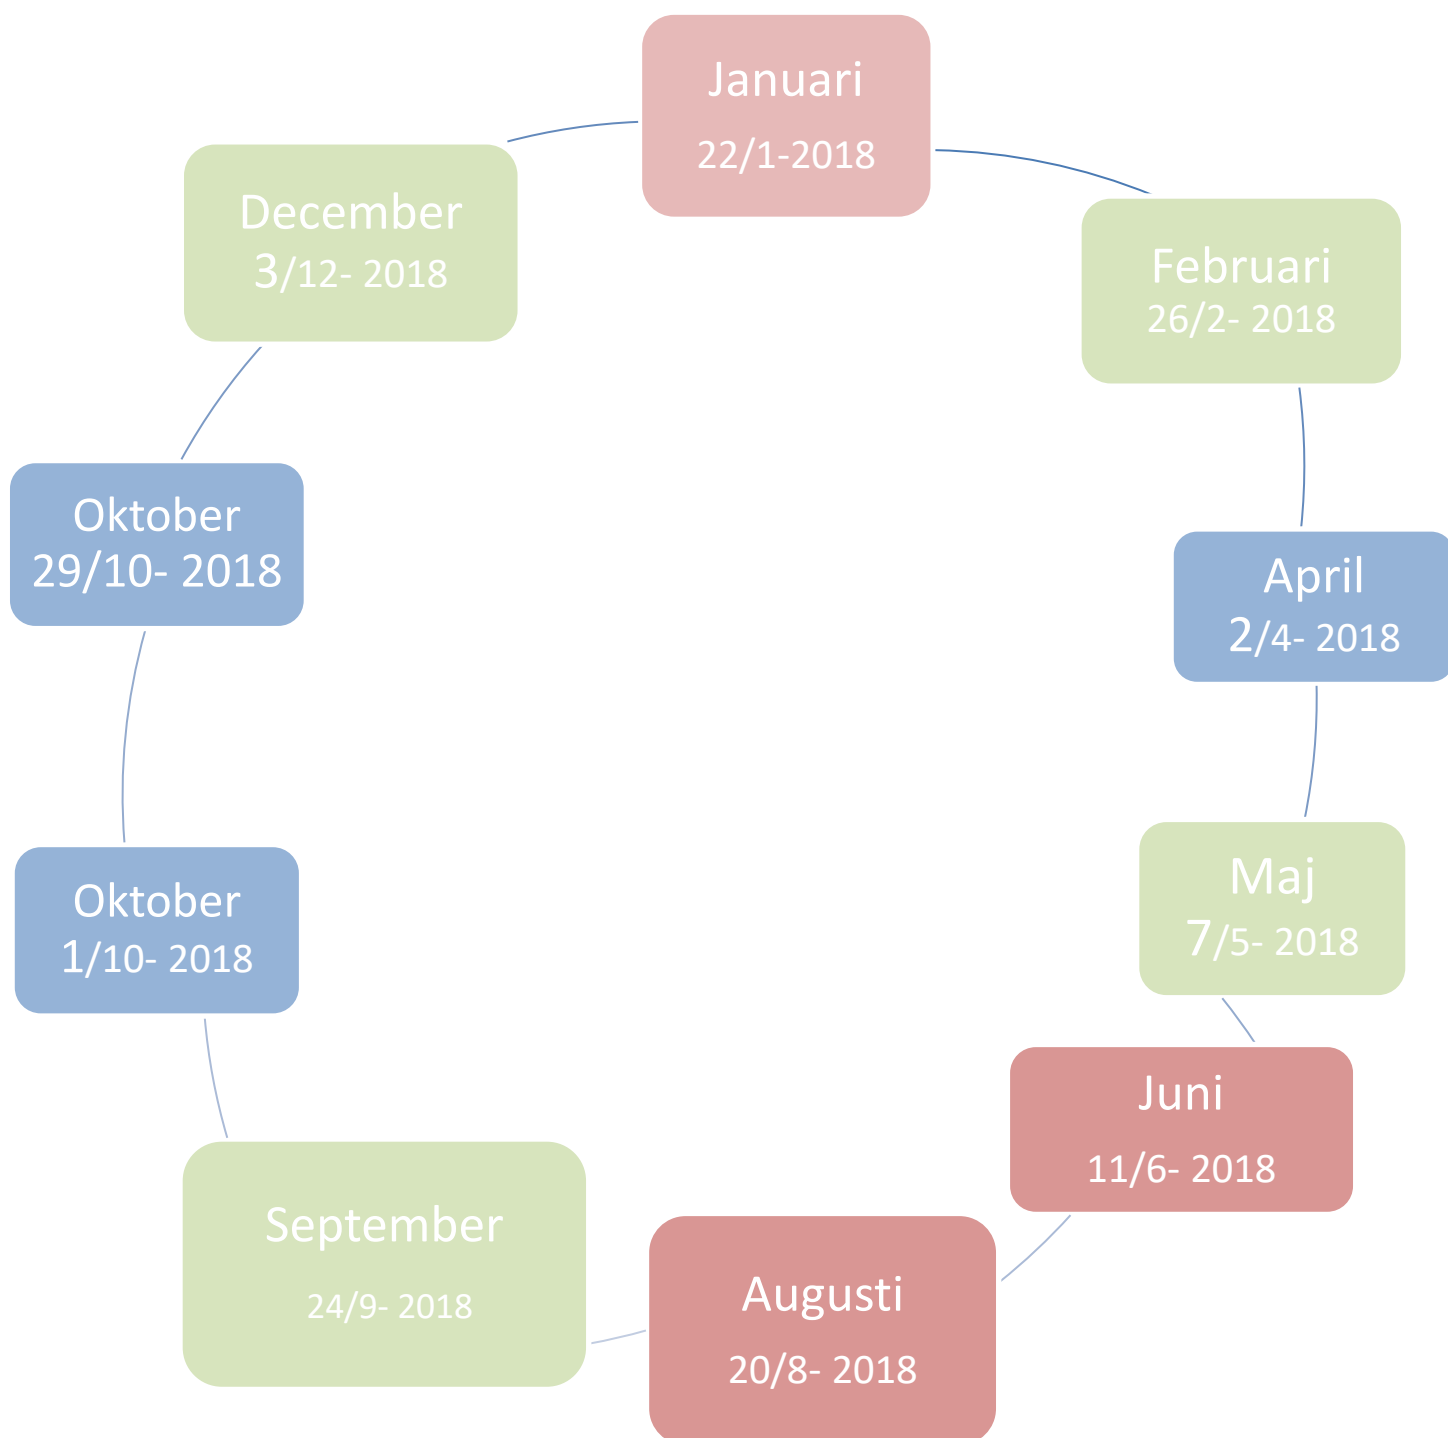 Januari
22/1-2018
Februari
26/2- 2018
April
2/4- 2018
Maj
7/5- 2018
Juni
11/6- 2018
Augusti
20/8- 2018
September
24/9- 2018
Oktober
1/10- 2018
Oktober
29/10- 2018
December
3/12- 2018